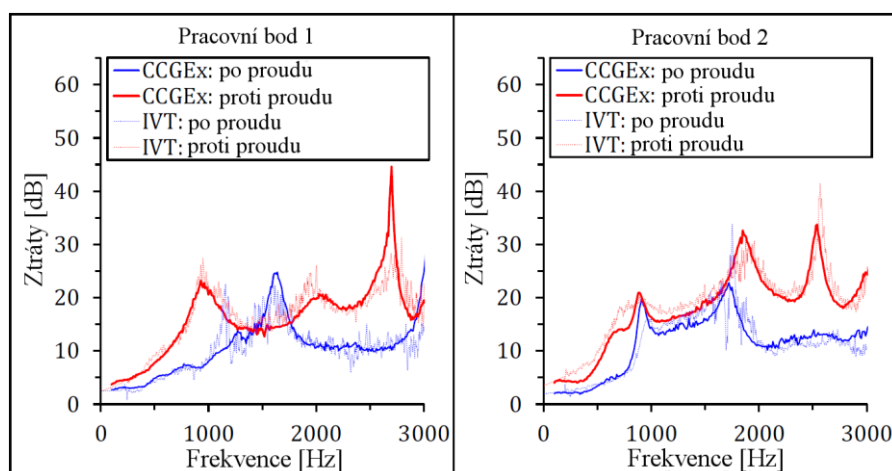 Pracovní bod 1
CCGEx: po proudu
CCGEx: proti proudu
IVT: po proudu
IVT: proti proudu
Ztráty [dB]
60
50
40
30
20
10
0
0 1000 2000 3000
Frekvence [Hz]
Pracovní bod 2
CCGEx: po proudu
CCGEx: proti proudu
IVT: po proudu
IVT: proti proudu
Ztráty [dB]
60
50
40
30
20
10
0
0 1000 2000 3000
Frekvence [Hz]